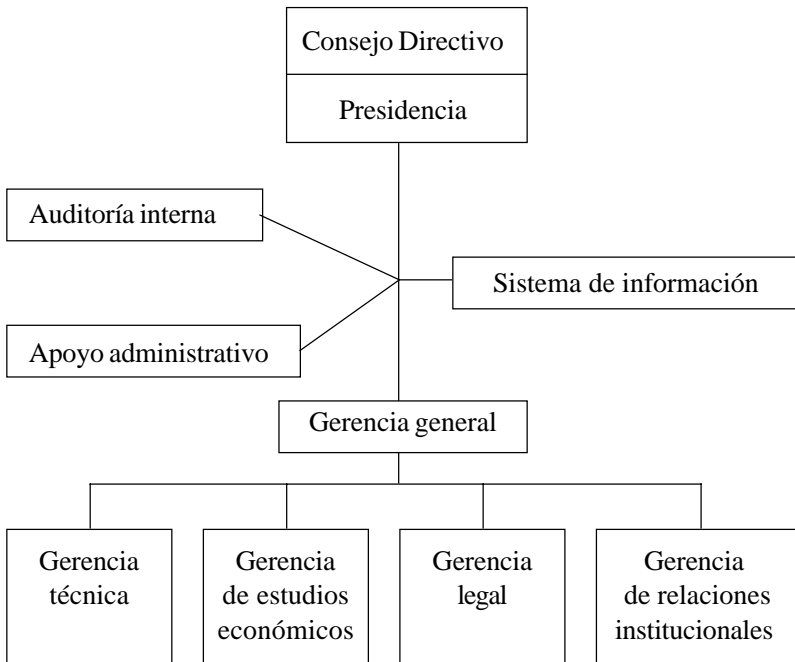 Consejo Directivo
Presidencia
Auditoría interna
Sistema de información
Apoyo administrativo
Gerencia general
Gerencia
técnica
Gerencia
de estudios
económicos
Gerencia
legal
Gerencia
de relaciones
institucionales